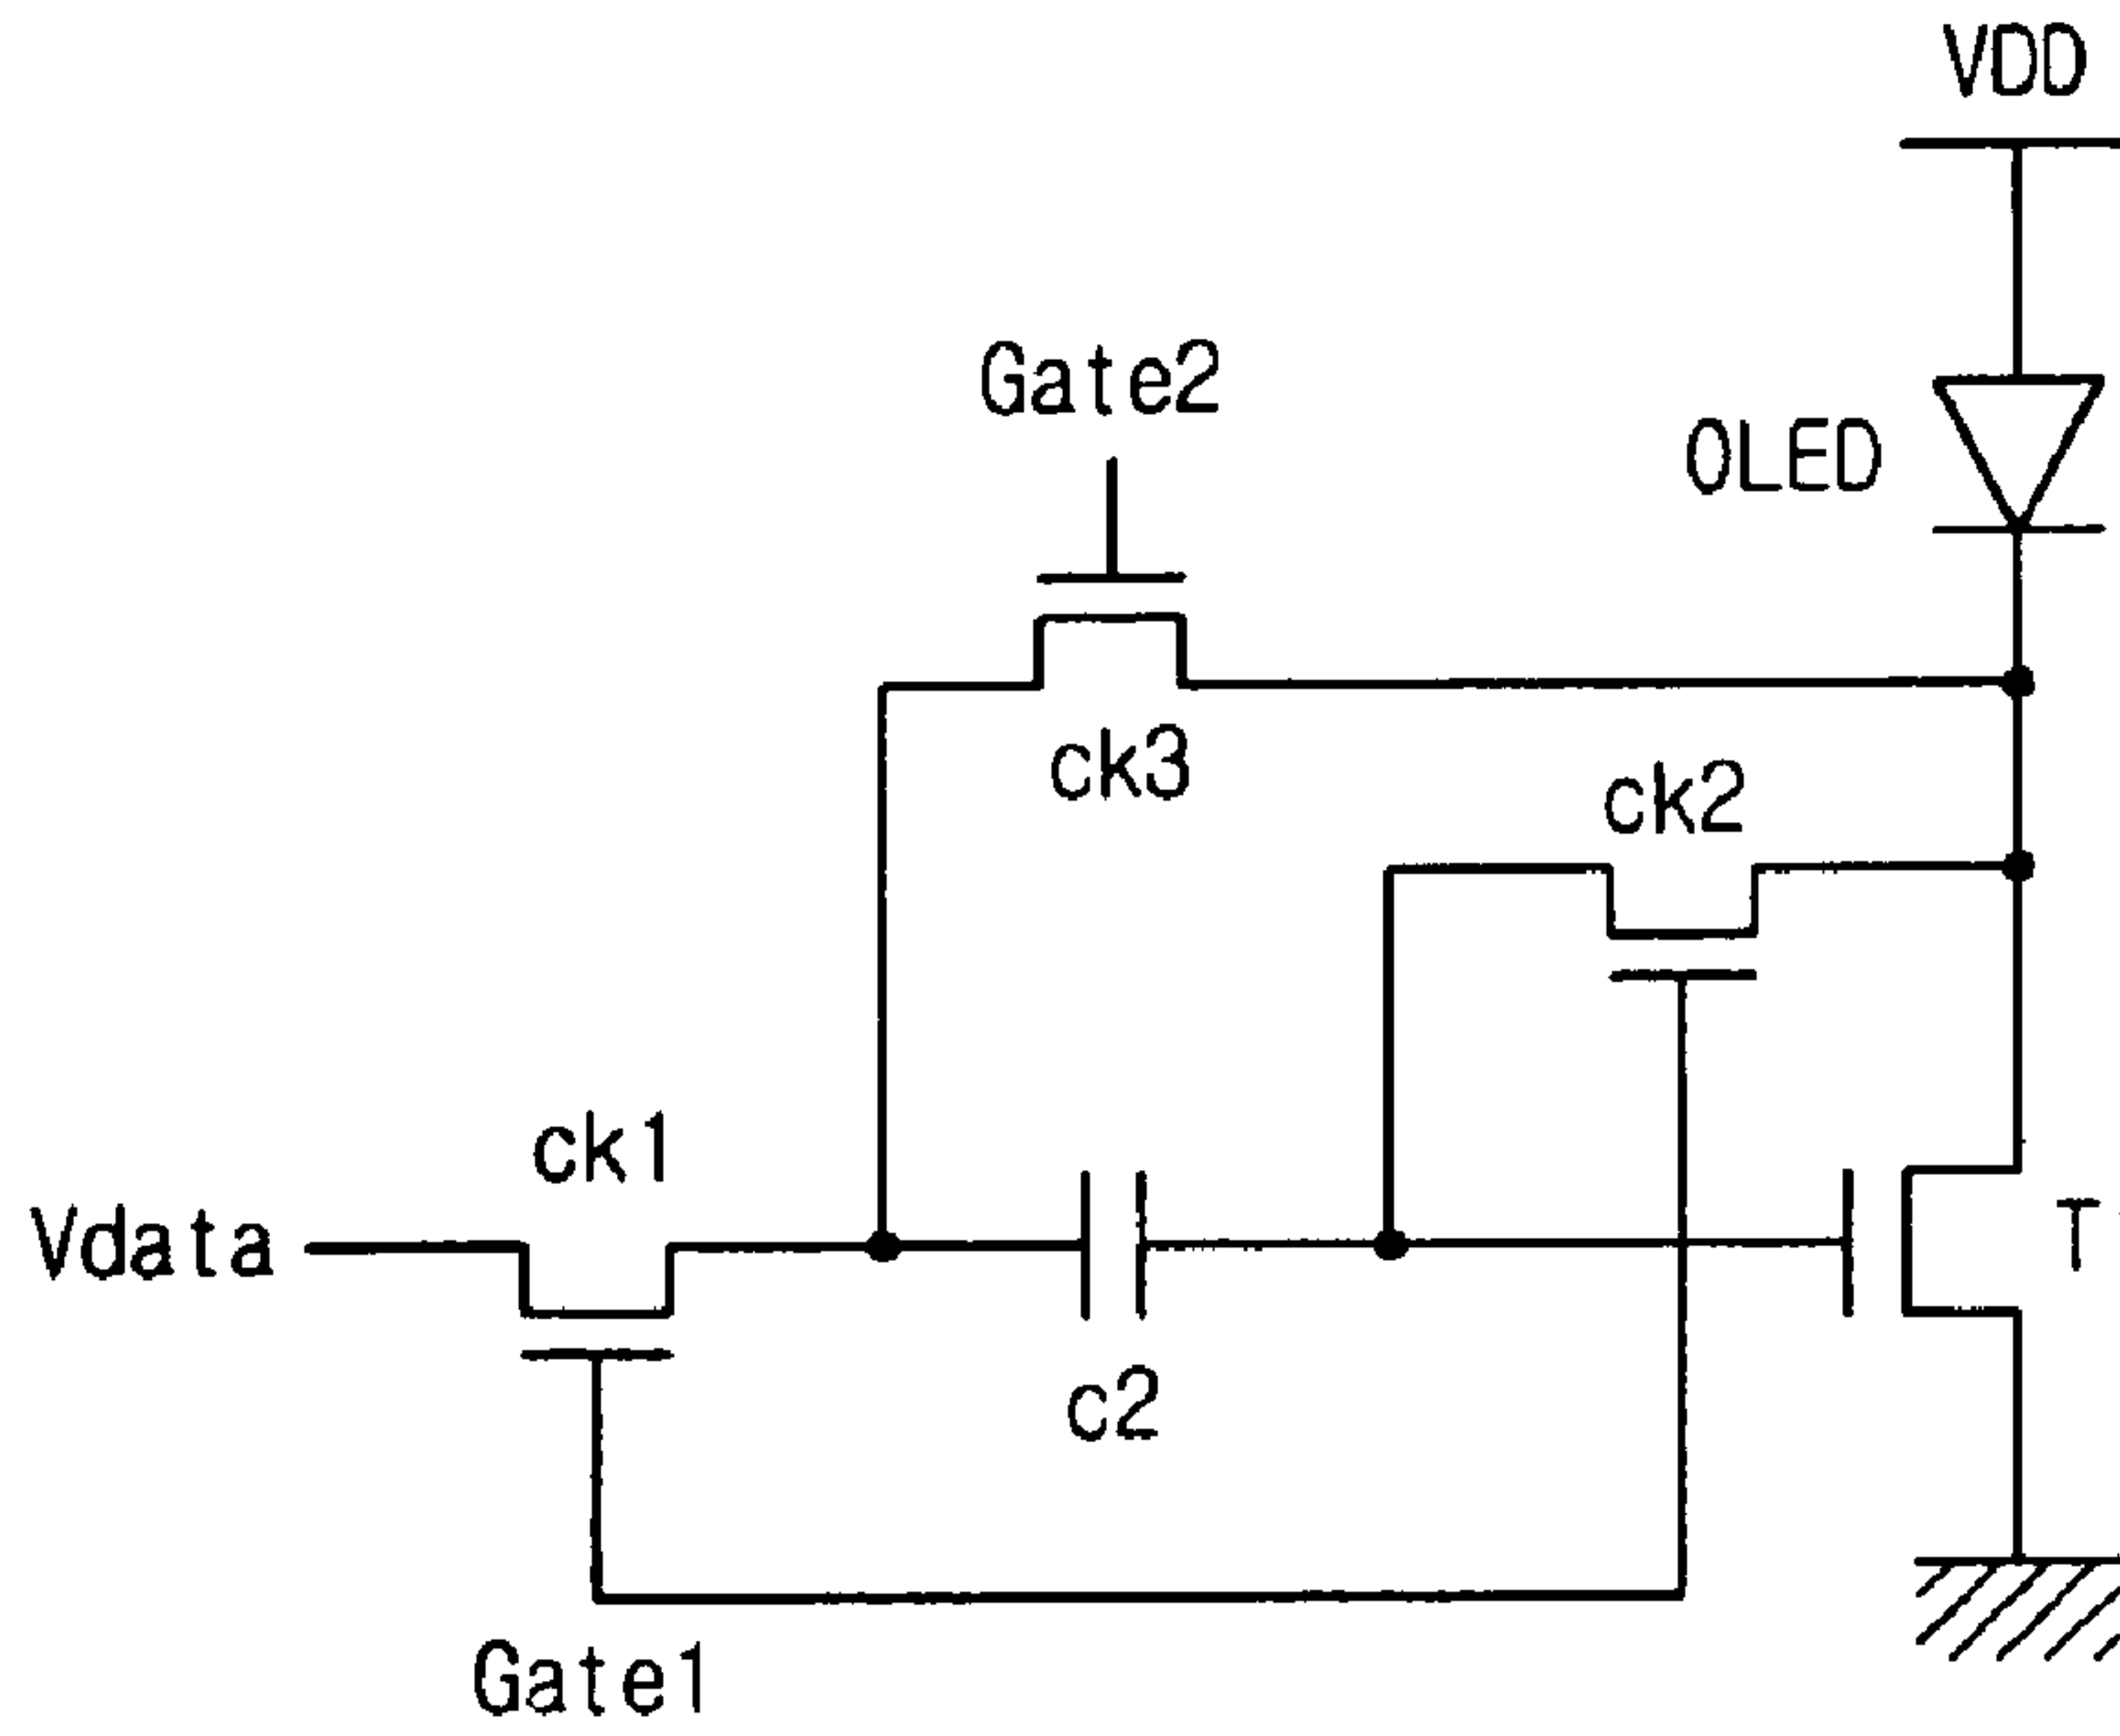 VDD
Gate2
OLED
ck3
ck2
ck1
Vdata
T
c2
Gate1